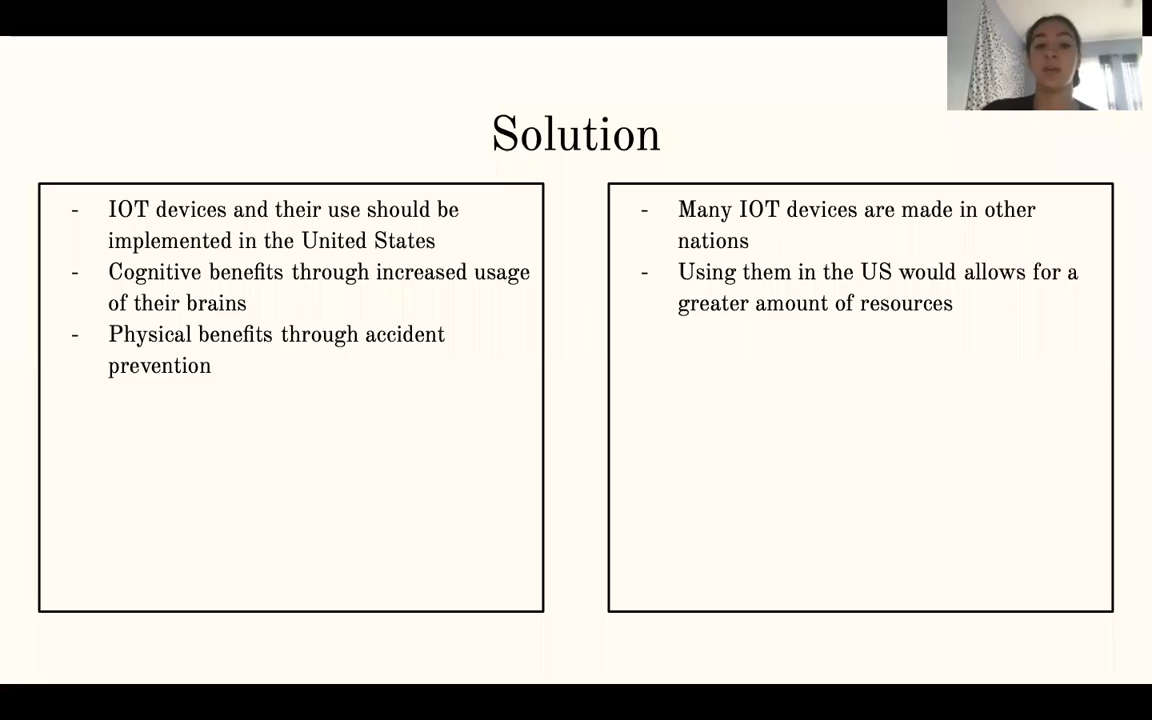 Solution
- IOT devices and their use should be
implemented in the United States
- Cognitive benefits through increased usage
of their brains
- Physical benefits through accident
prevention
- Many IOT devices are made in other
nations
- Using them in the US would allows for a
greater amount of resources